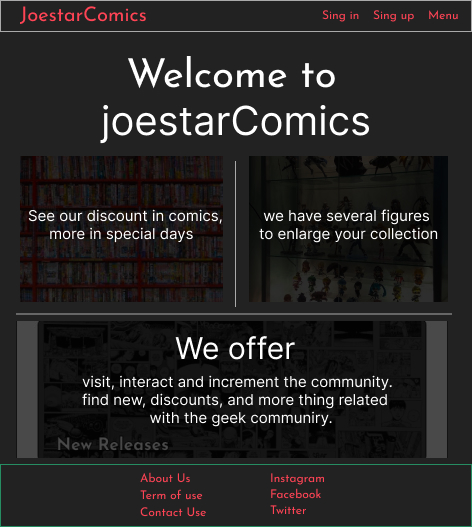 JoestarComics
Sing in
Sing up
Menu
Welcome to
joestarComics
See our discount in comics,
more in special days
we have several figures
to enlarge your collection
We offer
visit, interact and increment the community.
find new, discounts, and more thing related
with the geek communiry.
New Releases
About Us
Term of use
Contact Use
Instagram
Facebook
Twitter